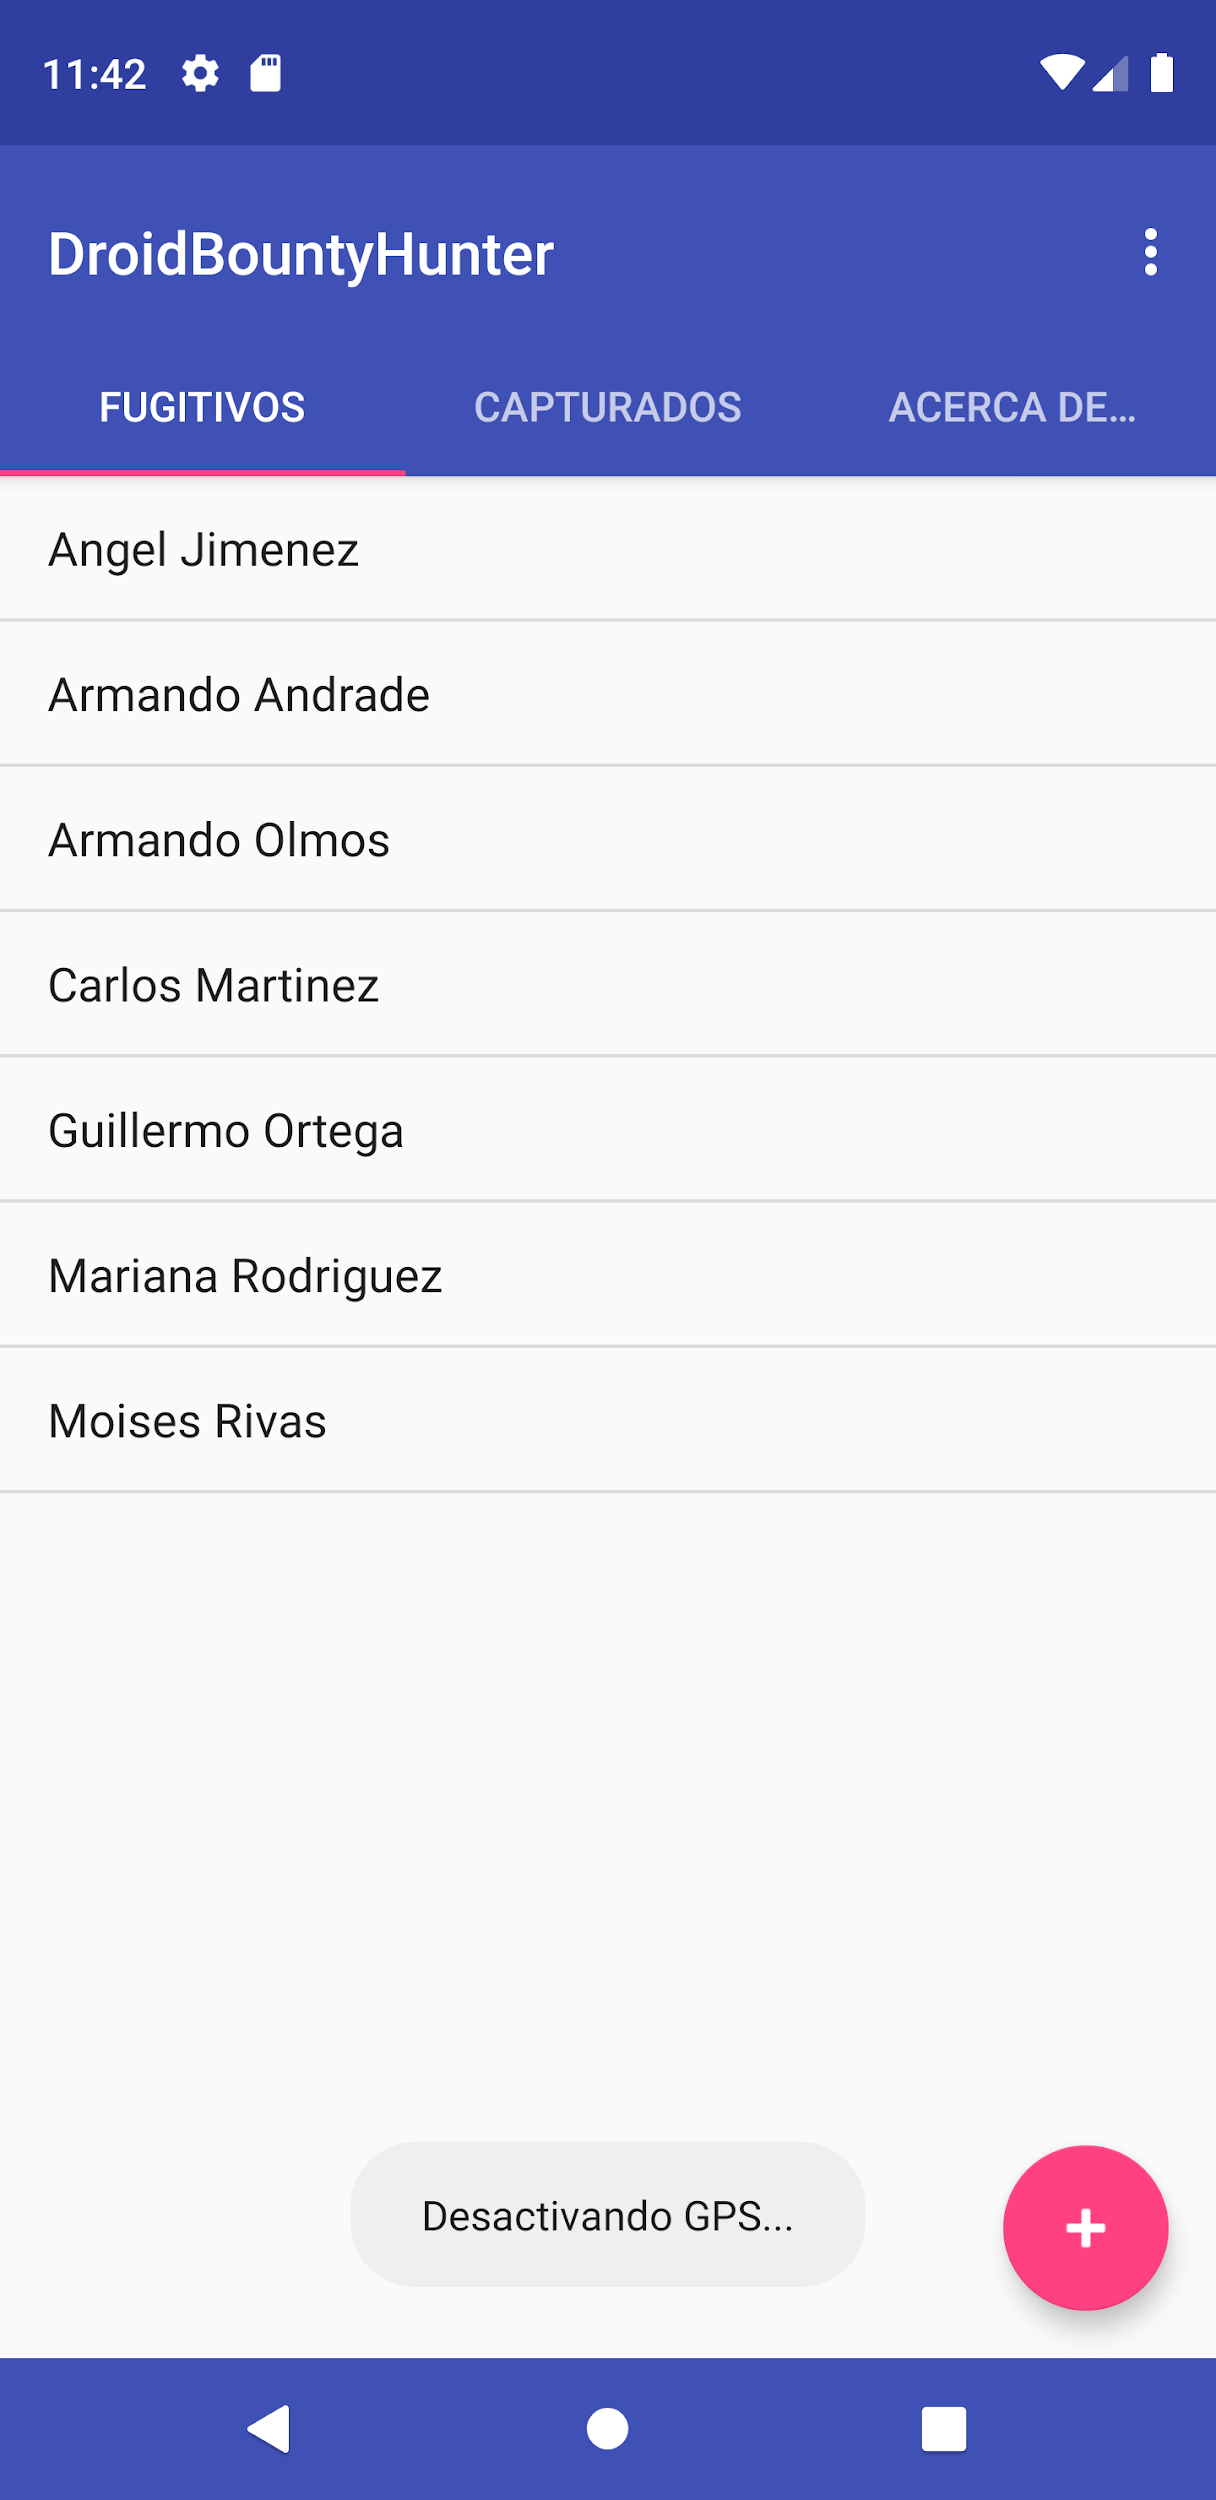 11:42
DroidBountyHunter
FUGITIVOS CAPTURADOS ACERCA DE...
Angel Jimenez
Armando Andrade
Armando Olmos
Carlos Martinez
Guillermo Ortega
Mariana Rodriguez
Moises Rivas
Desactivando GPS...